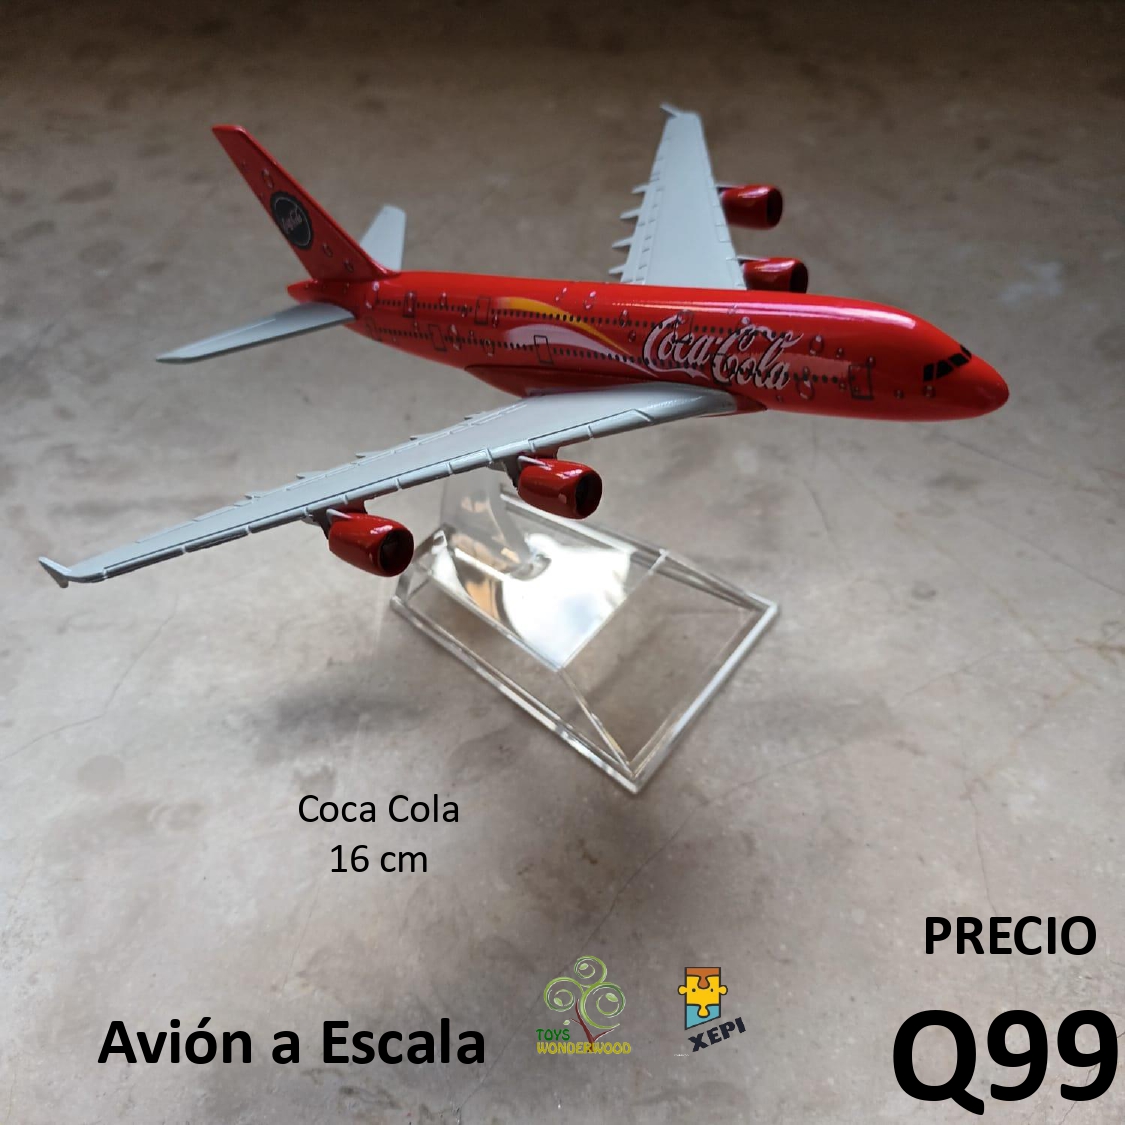 Coca-Cola
Coca Cola
16 cm
PRECIO
Q99
Avión a Escala
TOYS
WONDERWOOD
XEPI